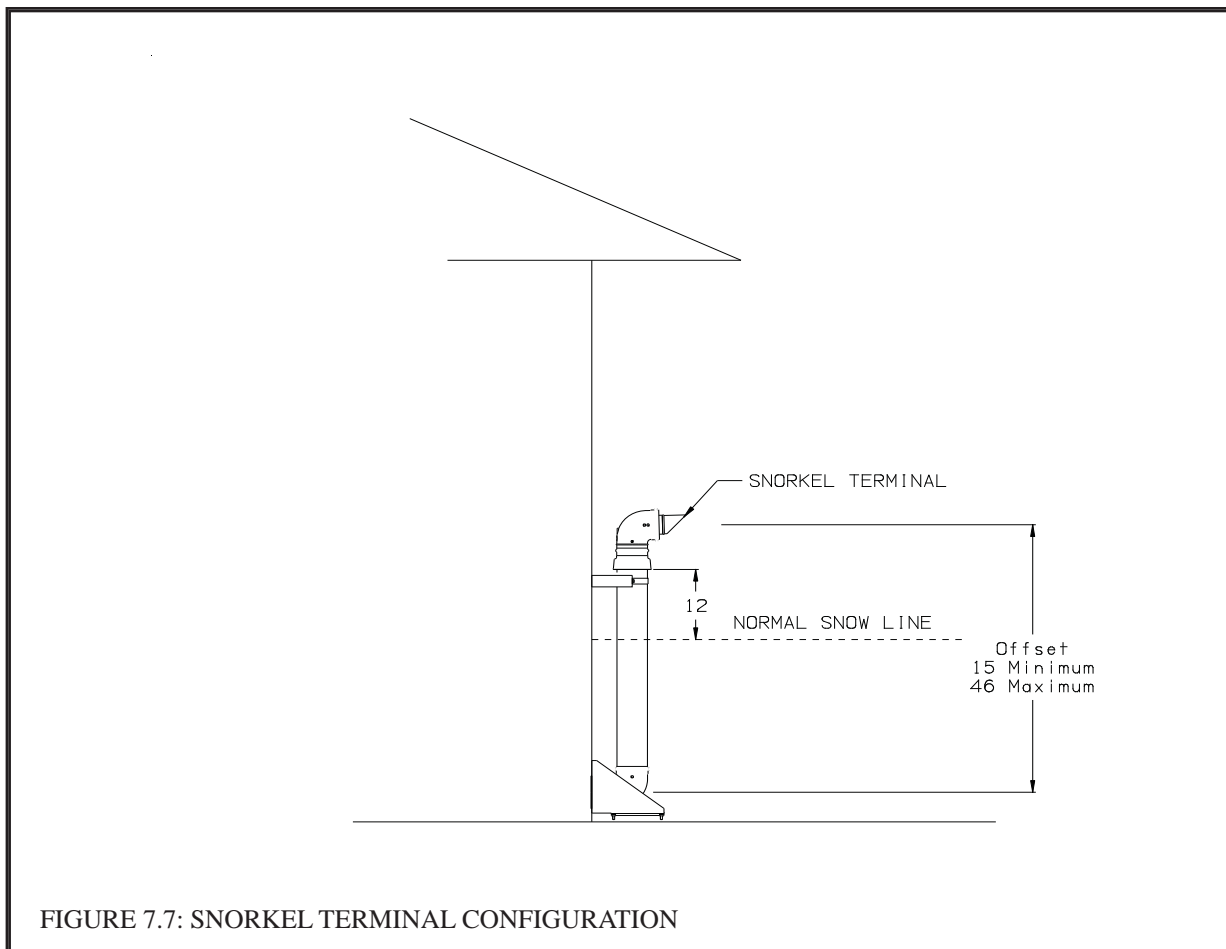 SNORKEL TERMINAL
12
NORMAL SNOW LINE
Offset
15 Minimum
46 Maximum
FIGURE 7.7: SNORKEL TERMINAL CONFIGURATION